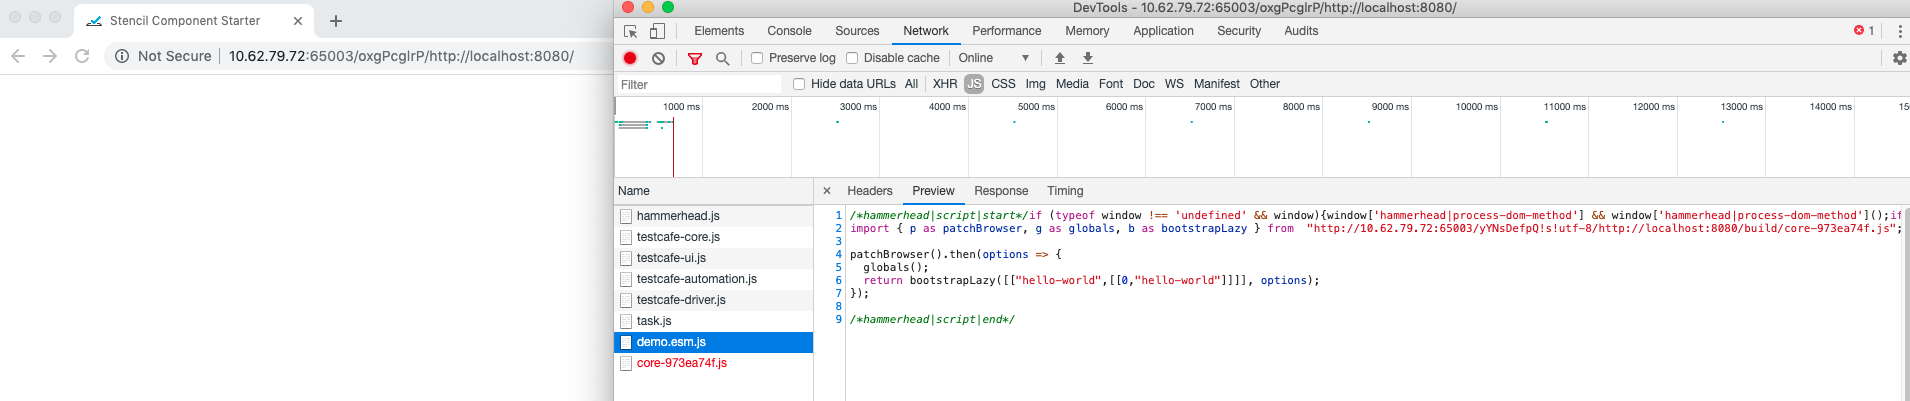 Stencil Component Starter
Not Secure 10.62.79.72:65003/oxgPcglrP/http://localhost:8080/
DevTools - 10.62.79.72:65003/oxgPcglrP/http://localhost:8080/
Elements Console Sources Network Performance Memory Application Security Audits 1
Preserve log Disable cache Online
Filter Hide data URLs All XHR JS CSS Img Media Font Doc WS Manifest Other
1000 ms 2000 ms 3000 ms 4000 ms 5000 ms 6000 ms 7000 ms 8000 ms 9000 ms 10000 ms 11000 ms 12000 ms 13000 ms 14000 ms 15
Name
hammerhead.js
testcafe-core.js
testcafe-ui.js
testcafe-automation.js
testcafe-driver.js
task.js
demo.esm.js
core-973ea74f.js
Headers Preview Response Timing
1 /*hammerhead|script|start*/if (typeof window !== 'undefined' && window){window['hammerhead|process-dom-method'] && window['hammerhead|process-dom-method']();if
2 import { p as patchBrowser, g as globals, b as bootstrapLazy } from "http://10.62.79.72:65003/yYNsDefpQ!s!utf-8/http://localhost:8080/build/core-973ea74f.js";
3
4 patchBrowser().then(options => {
5 globals();
6 return bootstrapLazy([["hello-world",[[0,"hello-world"]]]], options);
7 });
8
9 /*hammerhead|script|end*/